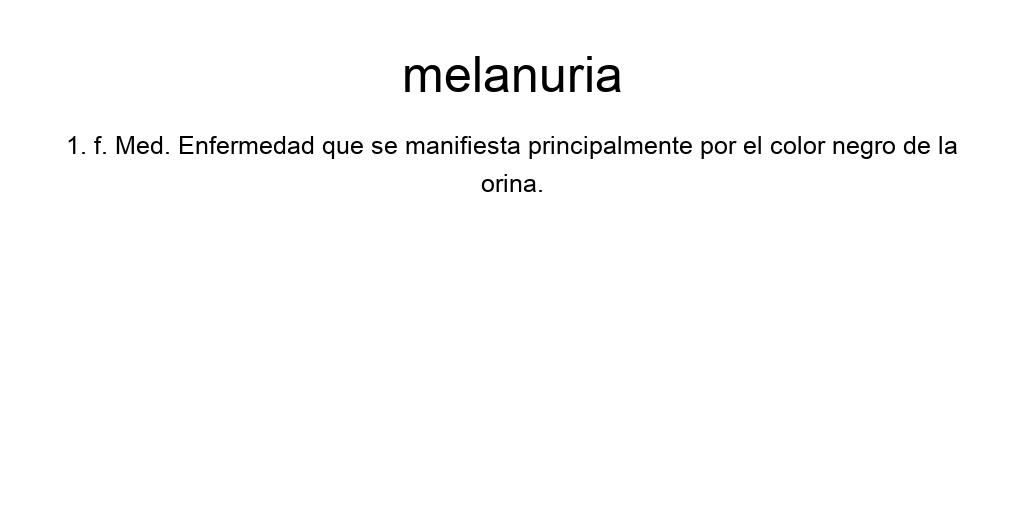 melanuria
1. f. Med. Enfermedad que se manifiesta principalmente por el color negro de la
orina.